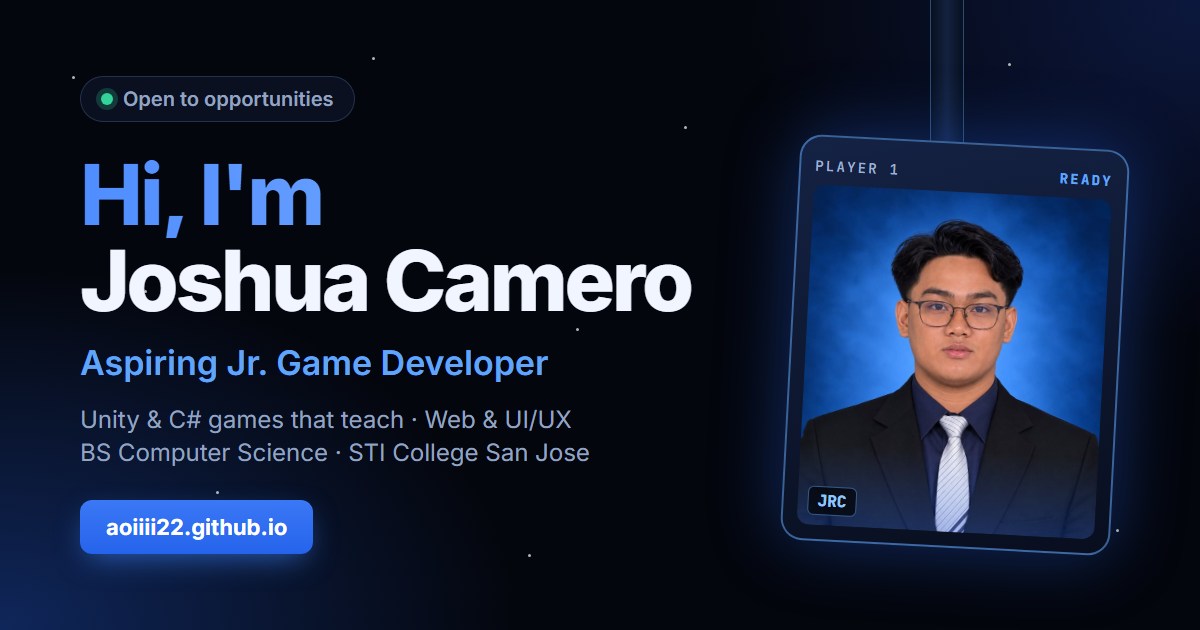 Open to opportunities
Hi, I'm
Joshua Camero
Aspiring Jr. Game Developer
Unity & C# games that teach · Web & UI/UX
BS Computer Science · STI College San Jose
aoiiii22.github.io
PLAYER 1
READY
JRC